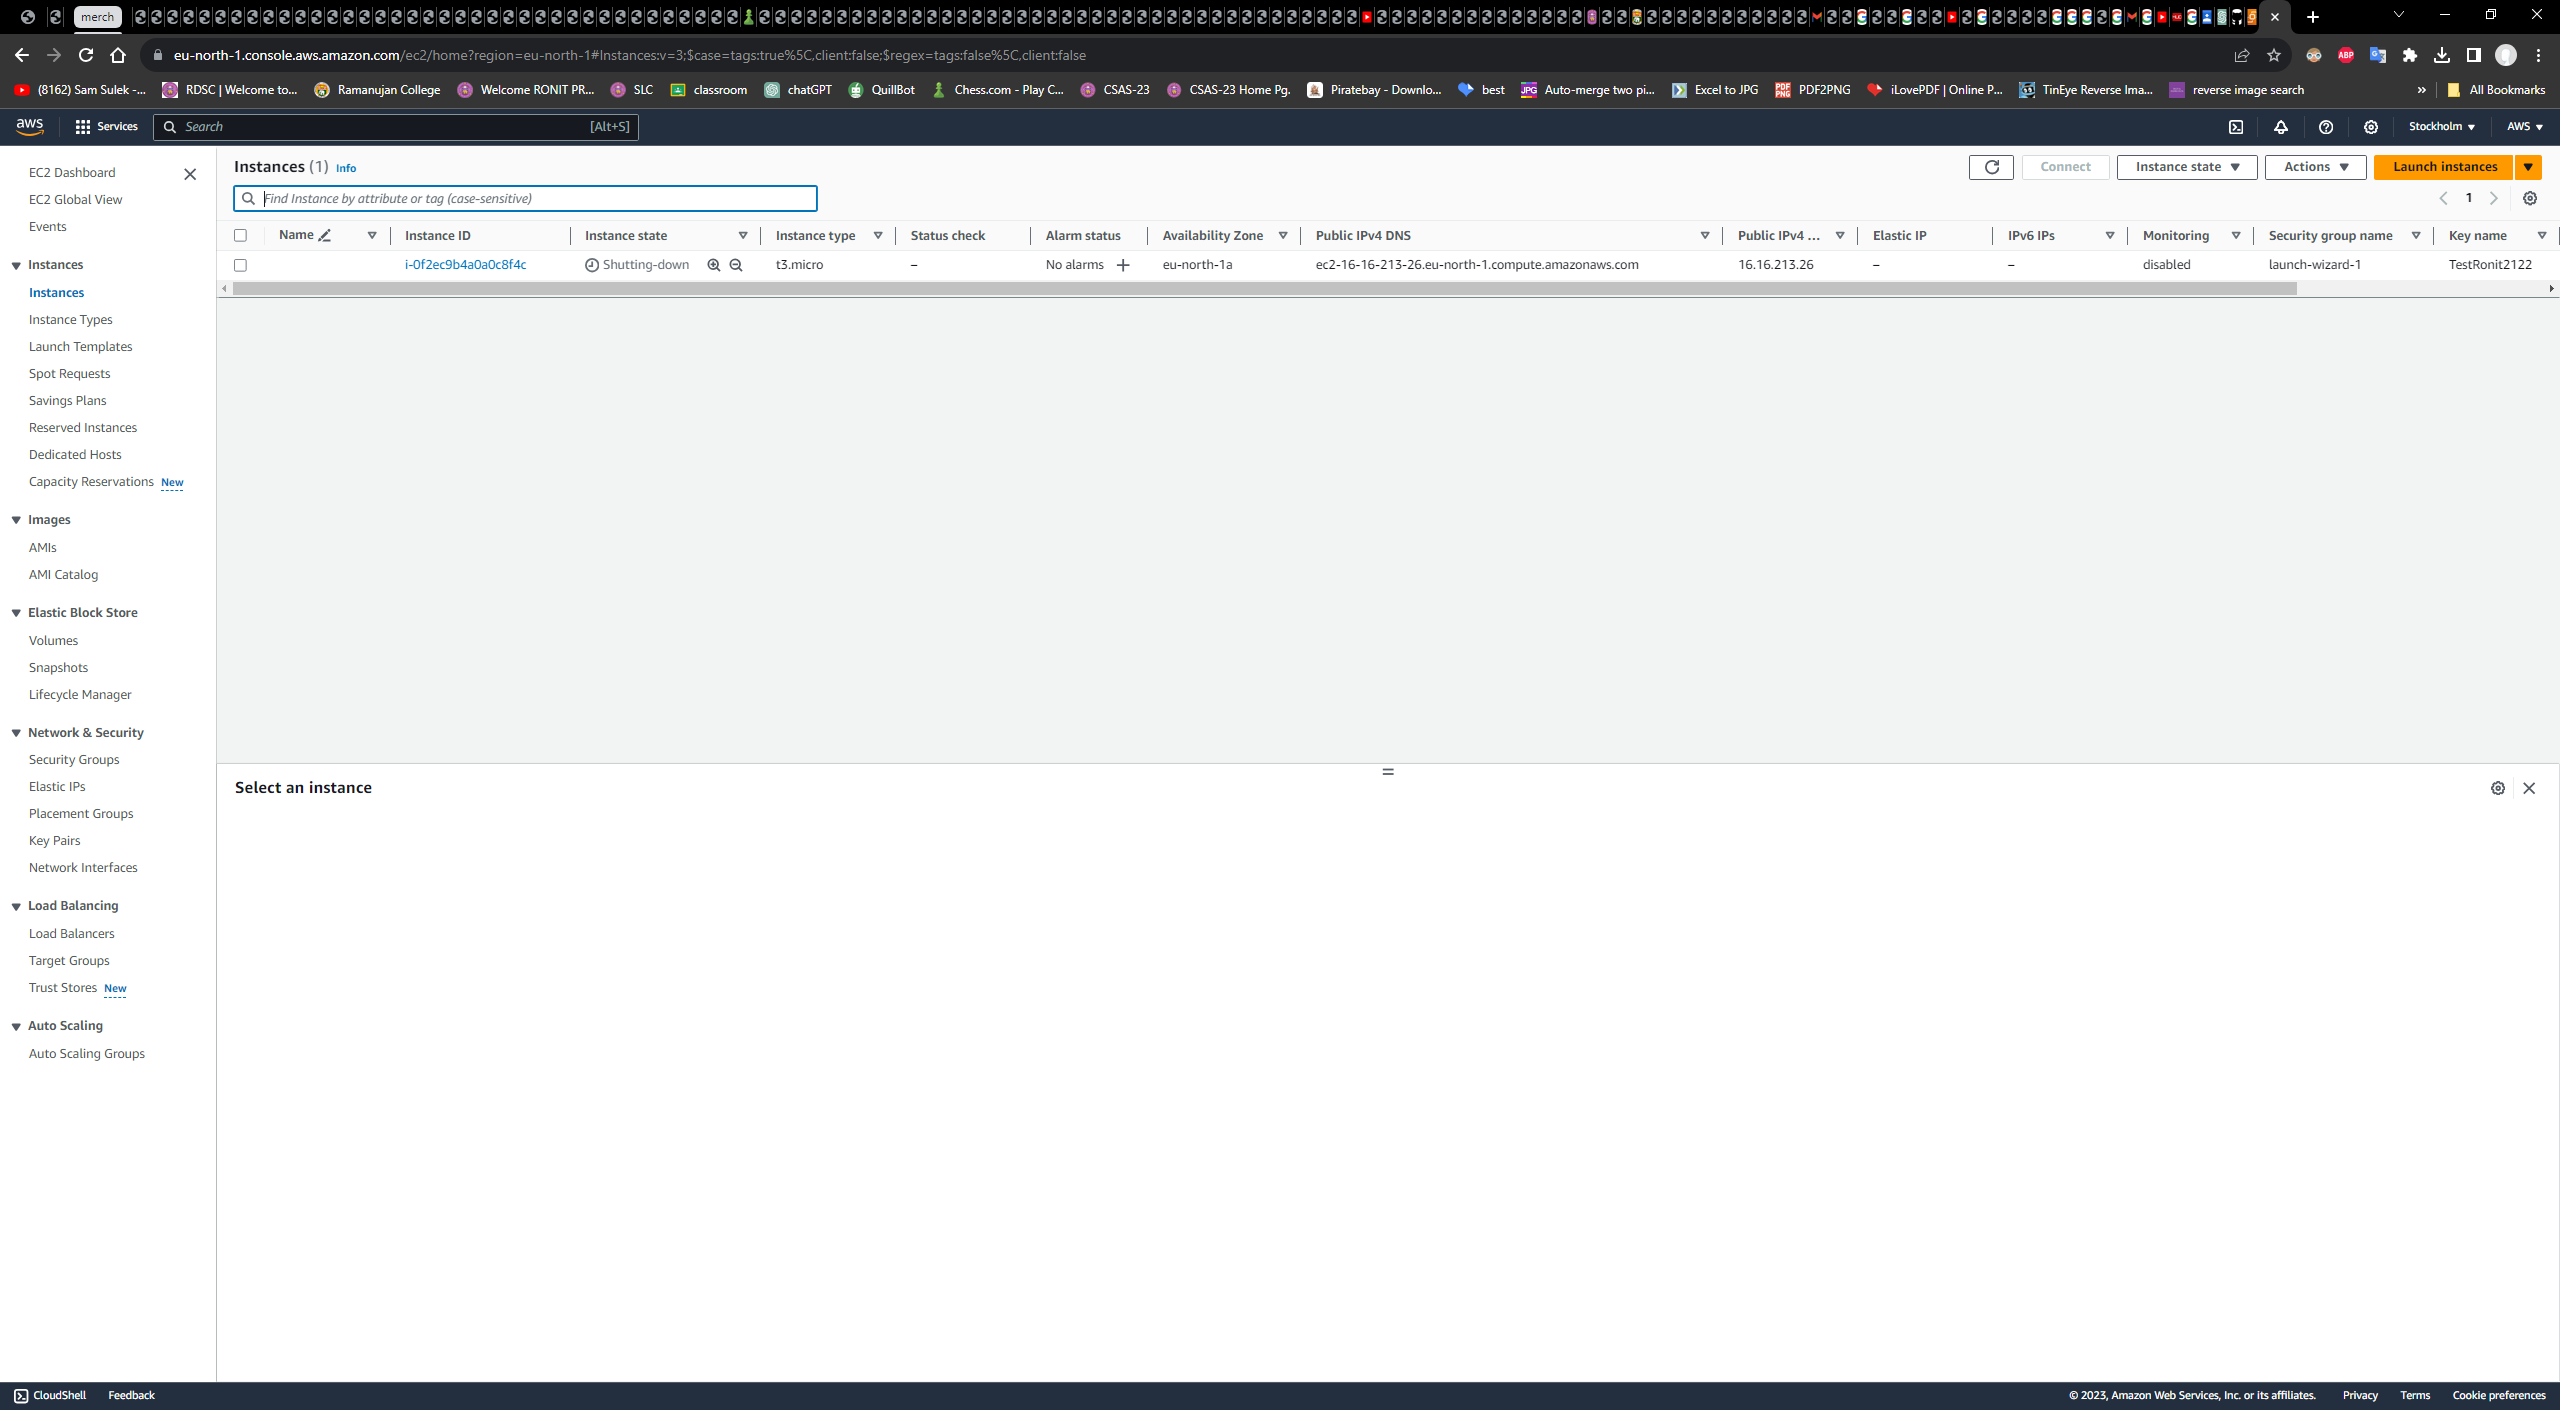 merch
eu-north-1.console.aws.amazon.com/ec2/home?region=eu-north-1#Instances:v=3;$case=tags:true%5C,client:false;$regex=tags:false%5C,client:false
(8162) Sam Sulek -... RDSC | Welcome to... Ramanujan College Welcome RONIT PR... SLC classroom chatGPT QuillBot Chess.com - Play C... CSAS-23 CSAS-23 Home Pg. Piratebay - Downlo... best Auto-merge two pi... Excel to JPG PDF2PNG iLovePDF | Online P... TinEye Reverse Ima... reverse image search » All Bookmarks
aws Services Search [Alt+S] Stockholm AWS
EC2 Dashboard
EC2 Global View
Events
Instances
Instances
Instance Types
Launch Templates
Spot Requests
Savings Plans
Reserved Instances
Dedicated Hosts
Capacity Reservations New
Images
AMIs
AMI Catalog
Elastic Block Store
Volumes
Snapshots
Lifecycle Manager
Network & Security
Security Groups
Elastic IPs
Placement Groups
Key Pairs
Network Interfaces
Load Balancing
Load Balancers
Target Groups
Trust Stores New
Auto Scaling
Auto Scaling Groups
Instances (1) Info Connect Instance state Actions Launch instances
Find Instance by attribute or tag (case-sensitive) 1
Name Instance ID Instance state Instance type Status check Alarm status Availability Zone Public IPv4 DNS Public IPv4 ... Elastic IP IPv6 IPs Monitoring Security group name Key name
i-0f2ec9b4a0a0c8f4c Shutting-down t3.micro – No alarms eu-north-1a ec2-16-16-213-26.eu-north-1.compute.amazonaws.com 16.16.213.26 – – disabled launch-wizard-1 TestRonit2122
Select an instance
CloudShell Feedback © 2023, Amazon Web Services, Inc. or its affiliates. Privacy Terms Cookie preferences